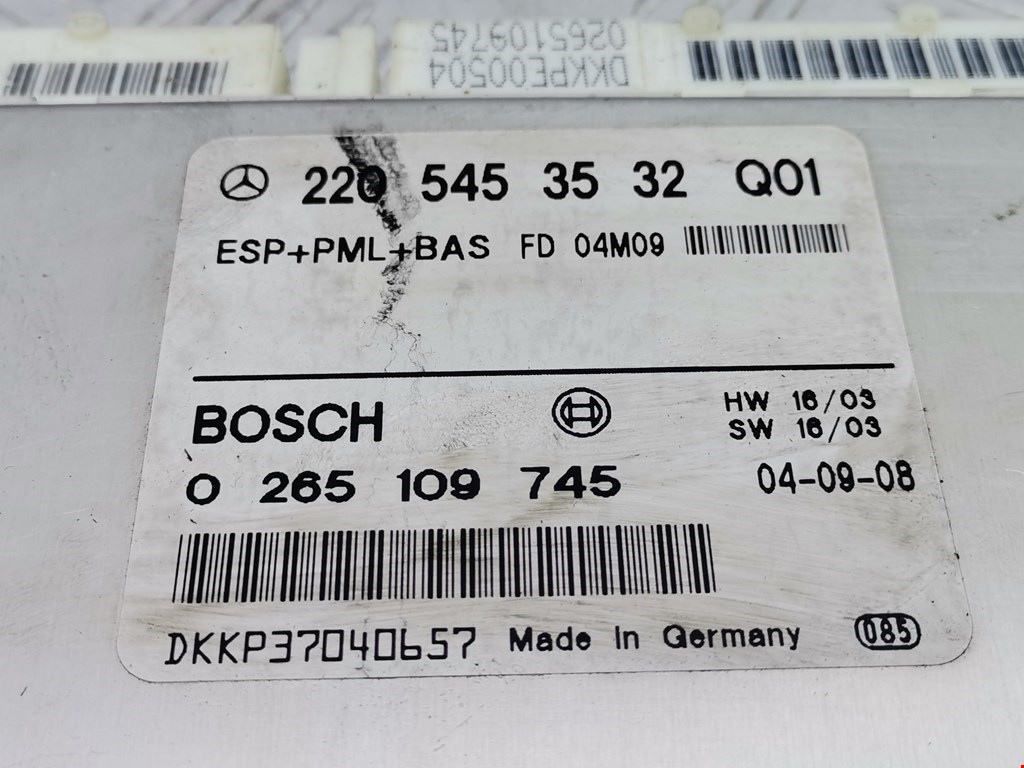 0265109745
DKKPE00504
220 545 35 32 Q01
ESP+PML+BAS FD 04M09
BOSCH
HW 16/03
SW 16/03
0 265 109 745
04-09-08
DKKP37040657 Made In Germany 085